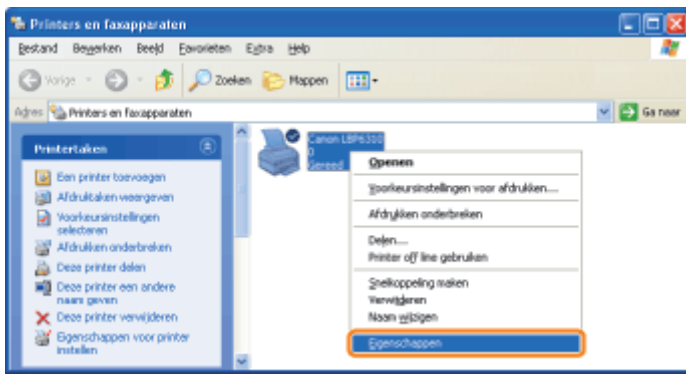 Printers en faxapparaten
Bestand Bewerken Beeld Favorieten Extra Help
Vorige Zoeken Mappen
Adres Printers en faxapparaten Ga naar
Printertaken
Een printer toevoegen
Afdruktaken weergeven
Voorkeursinstellingen
selecteren
Afdrukken onderbreken
Deze printer delen
Deze printer een andere
naam geven
Deze printer verwijderen
Eigenschappen voor printer
instellen
Canon LBP6300
0
Gereed
Openen
Voorkeursinstellingen voor afdrukken....
Afdrukken onderbreken
Delen....
Printer off line gebruiken
Snelkoppeling maken
Verwijderen
Naam wijzigen
Eigenschappen